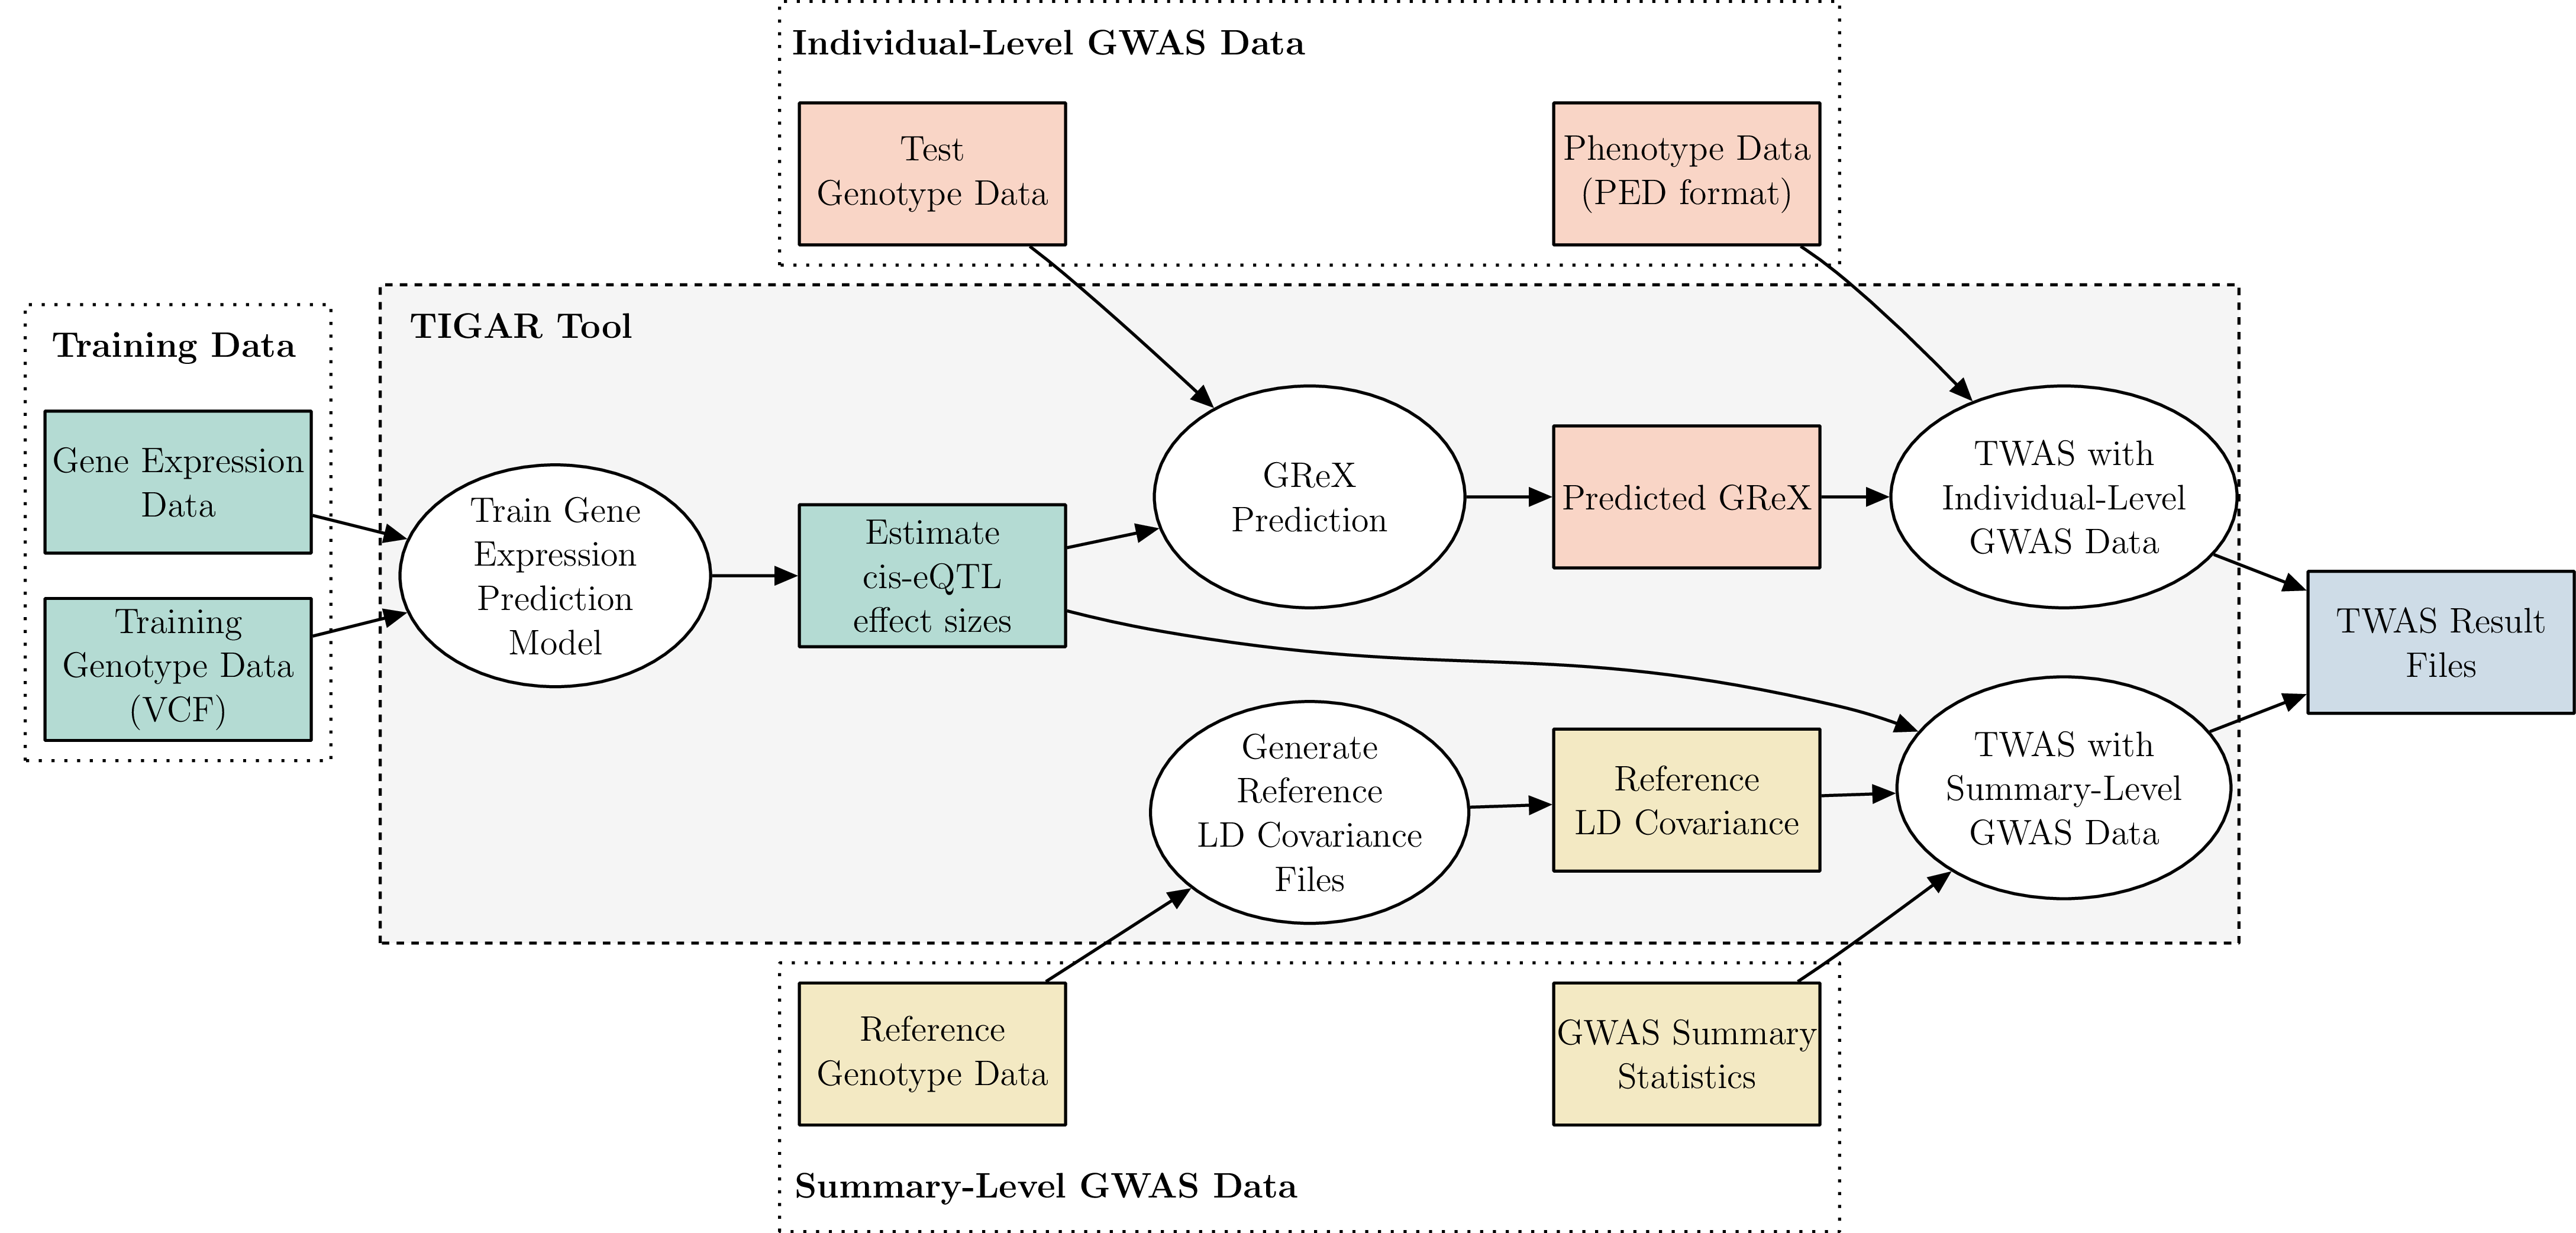 Individual-Level GWAS Data
Test
Genotype Data
Phenotype Data
(PED format)
Training Data
Gene Expression
Data
Training
Genotype Data
(VCF)
TIGAR Tool
Train Gene
Expression
Prediction
Model
Estimate
cis-eQTL
effect sizes
GReX
Prediction
Predicted GReX
TWAS with
Individual-Level
GWAS Data
Generate
Reference
LD Covariance
Files
Reference
LD Covariance
TWAS with
Summary-Level
GWAS Data
TWAS Result
Files
Reference
Genotype Data
GWAS Summary
Statistics
Summary-Level GWAS Data